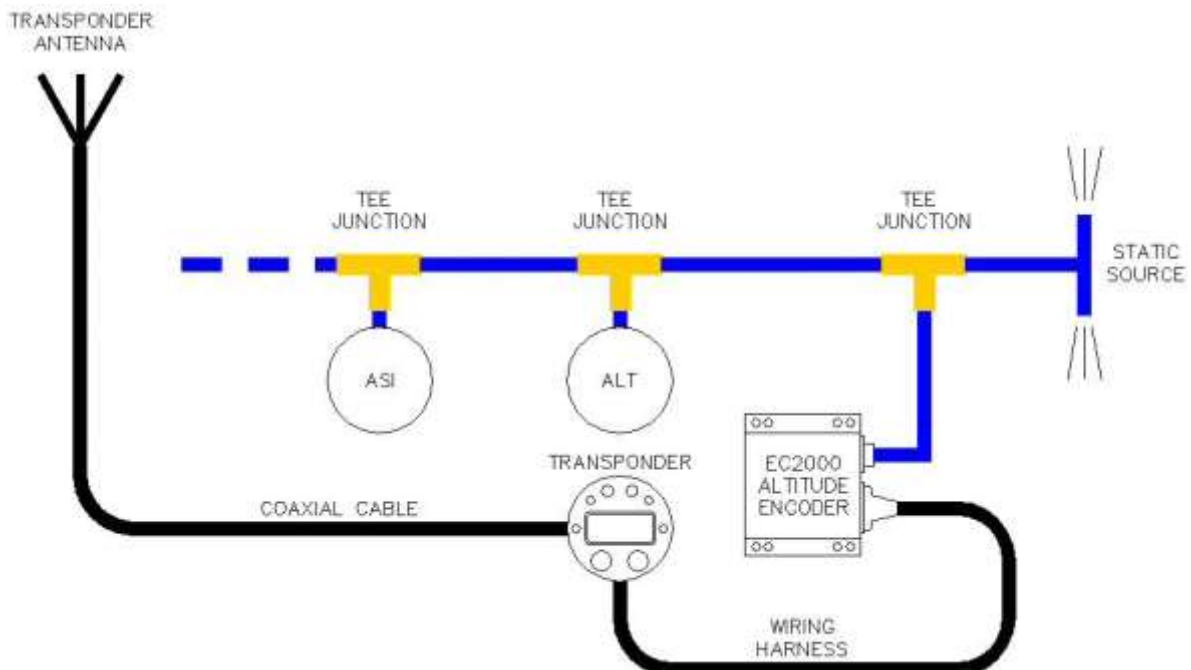 TRANSPONDER
ANTENNA
TEE
JUNCTION
TEE
JUNCTION
TEE
JUNCTION
STATIC
SOURCE
ASI
ALT
TRANSPONDER
EC2000
ALTITUDE
ENCODER
COAXIAL CABLE
WIRING
HARNESS